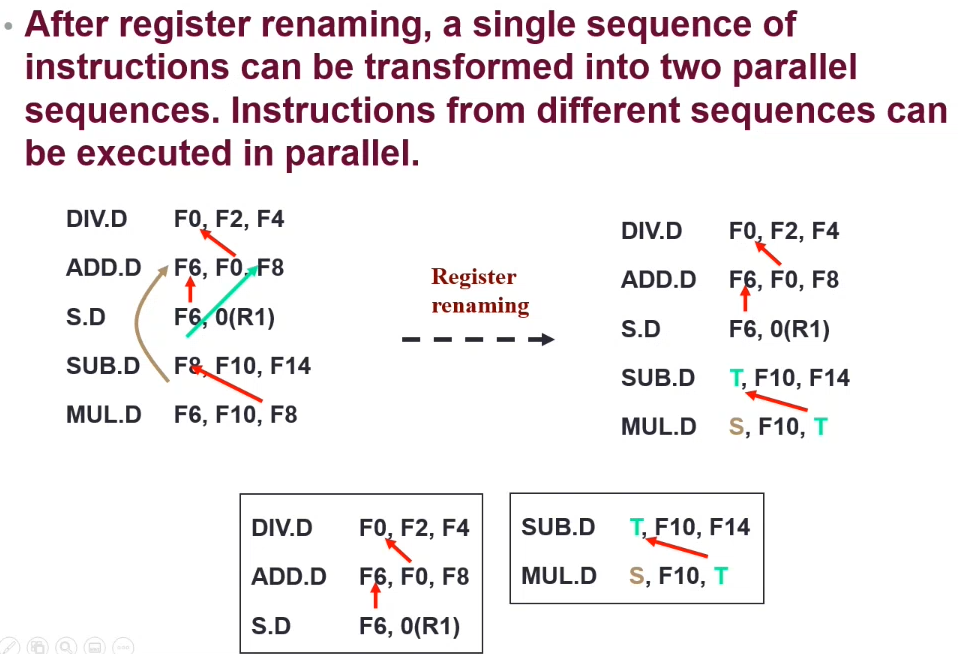 • After register renaming, a single sequence of
instructions can be transformed into two parallel
sequences. Instructions from different sequences can
be executed in parallel.
DIV.D F0, F2, F4
ADD.D F6, F0, F8
S.D F6, 0(R1)
SUB.D F8, F10, F14
MUL.D F6, F10, F8
Register
renaming
DIV.D F0, F2, F4
ADD.D F6, F0, F8
S.D F6, 0(R1)
SUB.D T, F10, F14
MUL.D S, F10, T
DIV.D F0, F2, F4
ADD.D F6, F0, F8
S.D F6, 0(R1)
SUB.D T, F10, F14
MUL.D S, F10, T